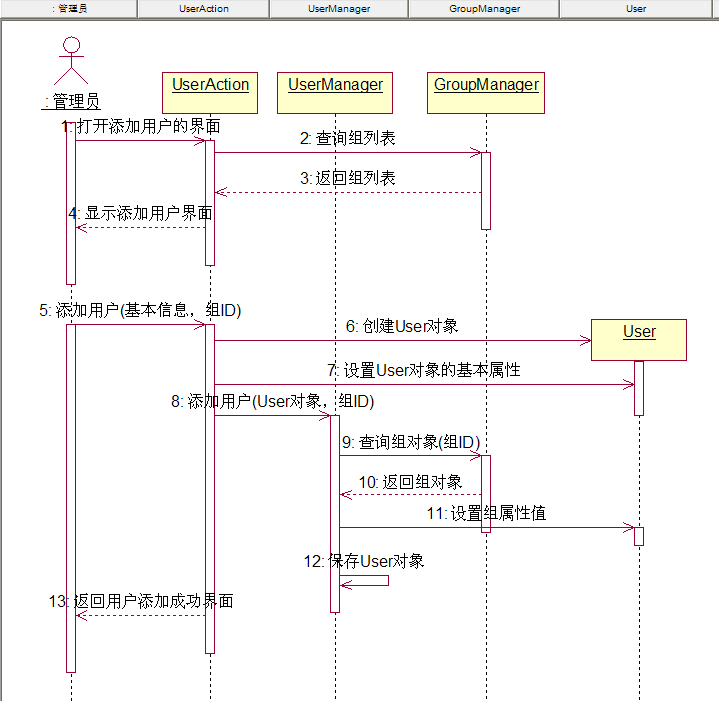 : 管理员
UserAction
UserManager
GroupManager
User
: 管理员
UserAction
UserManager
GroupManager
1: 打开添加用户的界面
2: 查询组列表
3: 返回组列表
4: 显示添加用户界面
5: 添加用户(基本信息，组ID)
6: 创建User对象
User
7: 设置User对象的基本属性
8: 添加用户(User对象，组ID)
9: 查询组对象(组ID)
10: 返回组对象
11: 设置组属性值
12: 保存User对象
13: 返回用户添加成功界面